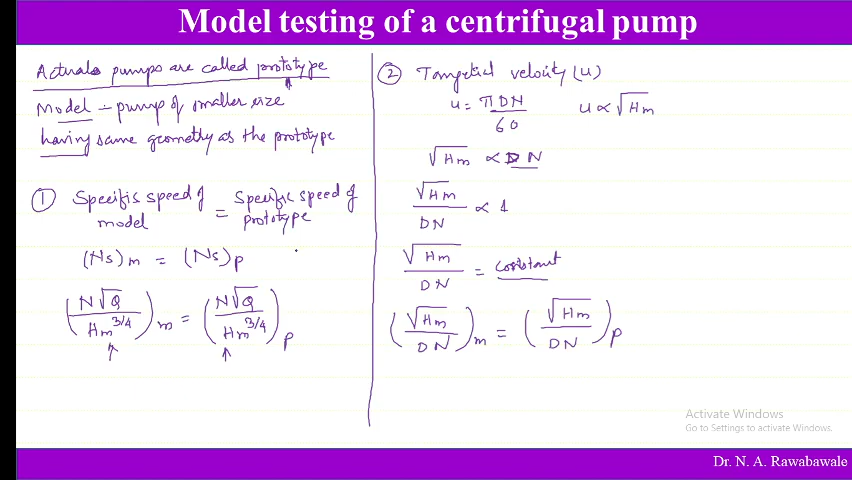 Model testing of a centrifugal pump
Actuals pumps are called prototype
Model - pump of smaller size
having same geometry as the prototype
① Specific speed of model = Specific speed of prototype
(Ns)m = (Ns)p
(N√Q / Hm^3/4)m = (N√Q / Hm^3/4)p
② Tangetial velocity (u)
u = πDN / 60   u ∝ √Hm
√Hm ∝ DN
√Hm / DN ∝ 1
√Hm / DN = constant
(√Hm / DN)m = (√Hm / DN)p
Activate Windows
Go to Settings to activate Windows.
Dr. N. A. Rawabawale